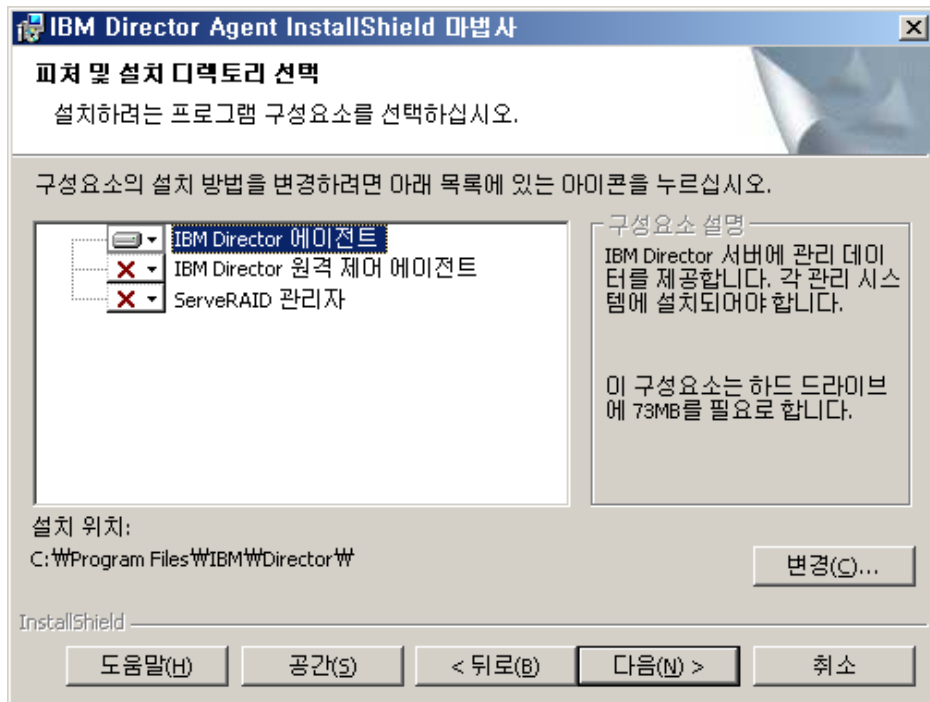 IBM Director Agent InstallShield 마법사
피처 및 설치 디렉토리 선택
설치하려는 프로그램 구성요소를 선택하십시오.
구성요소의 설치 방법을 변경하려면 아래 목록에 있는 아이콘을 누르십시오.
IBM Director 에이전트
IBM Director 원격 제어 에이전트
ServeRAID 관리자
구성요소 설명
IBM Director 서버에 관리 데이
터를 제공합니다. 각 관리 시스
템에 설치되어야 합니다.
이 구성요소는 하드 드라이브
에 73MB를 필요로 합니다.
설치 위치:
C:₩Program Files₩IBM₩Director₩
변경(C)...
InstallShield
도움말(H)
공간(S)
< 뒤로(B)
다음(N) >
취소